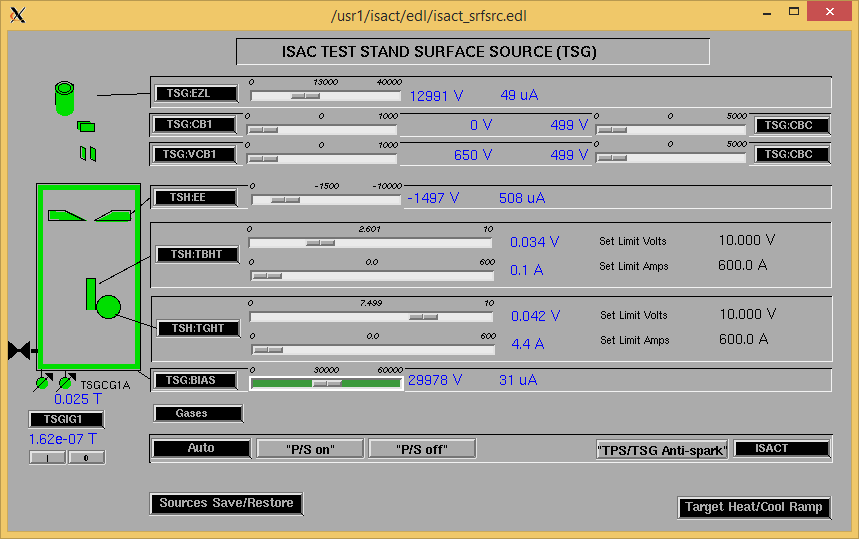 /usr1/isact/edl/isact_srfsrc.edl
ISAC TEST STAND SURFACE SOURCE (TSG)
TSG:EZL 0 13000 40000 12991 V 49 uA
TSG:CB1 0 0 1000 0 V 499 V 0 0 5000 TSG:CBC
TSG:VCB1 0 0 1000 650 V 499 V 0 0 5000 TSG:CBC
TSH:EE 0 -1500 -10000 -1497 V 508 uA
TSH:TBHT
0 2.601 10 0.034 V Set Limit Volts 10.000 V
0 0.0 600 0.1 A Set Limit Amps 600.0 A
TSH:TGHT
0 7.499 10 0.042 V Set Limit Volts 10.000 V
0 0.0 600 4.4 A Set Limit Amps 600.0 A
TSG:BIAS 0 30000 60000 29978 V 31 uA
TSGCG1A
0.025 T
TSGIG1
1.62e-07 T
I 0
Gases
Auto "P/S on" "P/S off" "TPS/TSG Anti-spark" ISACT
Sources Save/Restore Target Heat/Cool Ramp